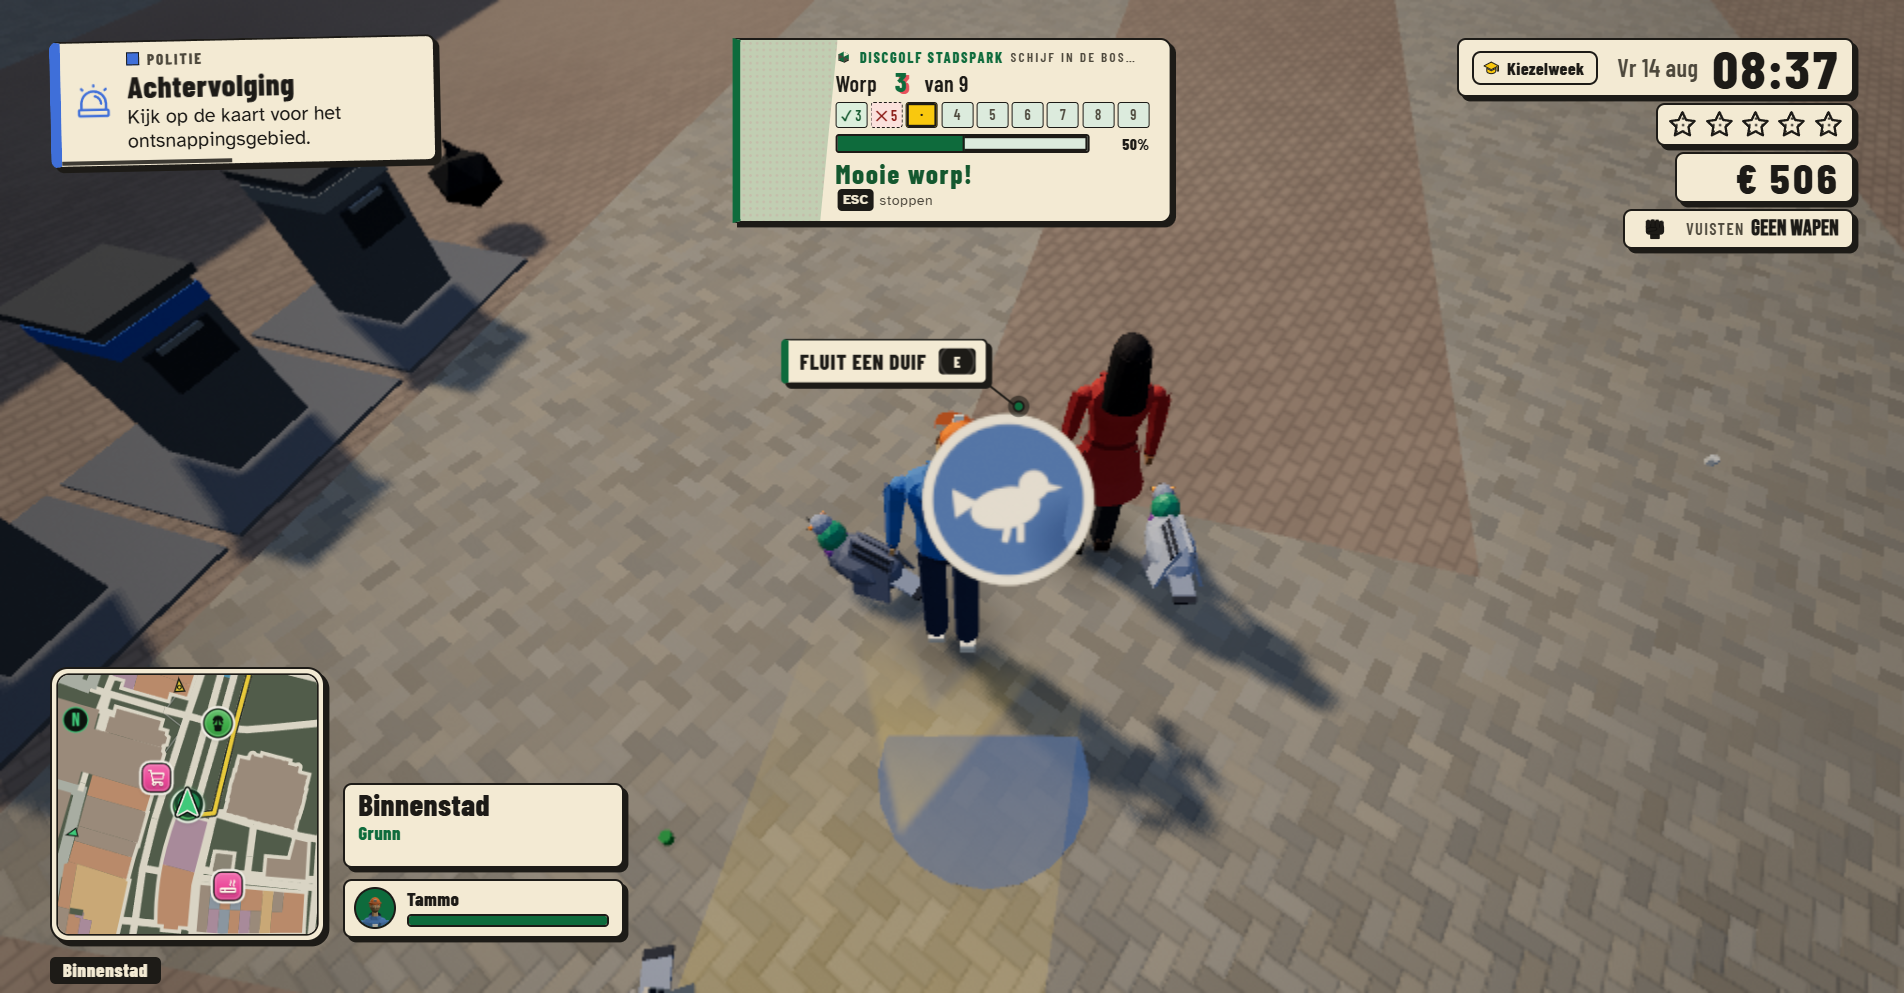 POLITIE
Achtervolging
Kijk op de kaart voor het
ontsnappingsgebied.
DISCGOLF STADSPARK SCHIJF IN DE BOS…
Worp 3 van 9
✓3 ✕5 · 4 5 6 7 8 9
50%
Mooie worp!
ESC stoppen
Kiezelweek Vr 14 aug 08:37
€ 506
VUISTEN GEEN WAPEN
FLUIT EEN DUIF E
N
Binnenstad
Grunn
Tammo
Binnenstad